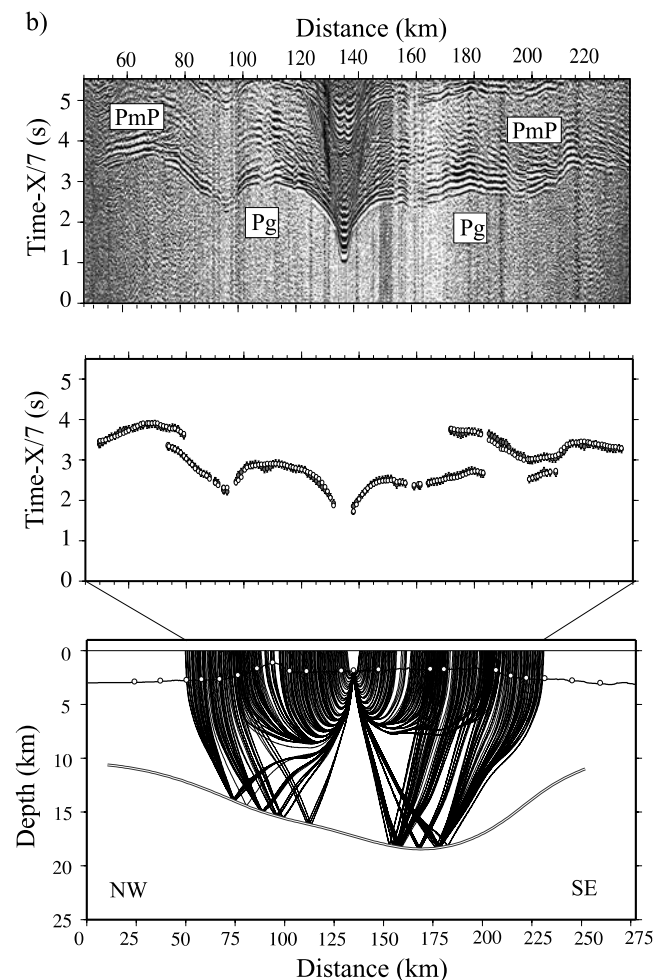 b)
Distance (km)
60 80 100 120 140 160 180 200 220
Time-X/7 (s)
5
4
3
2
1
0
PmP
PmP
Pg
Pg
Time-X/7 (s)
5
4
3
2
1
0
Depth (km)
0
5
10
15
20
25
NW
SE
0 25 50 75 100 125 150 175 200 225 250 275
Distance (km)